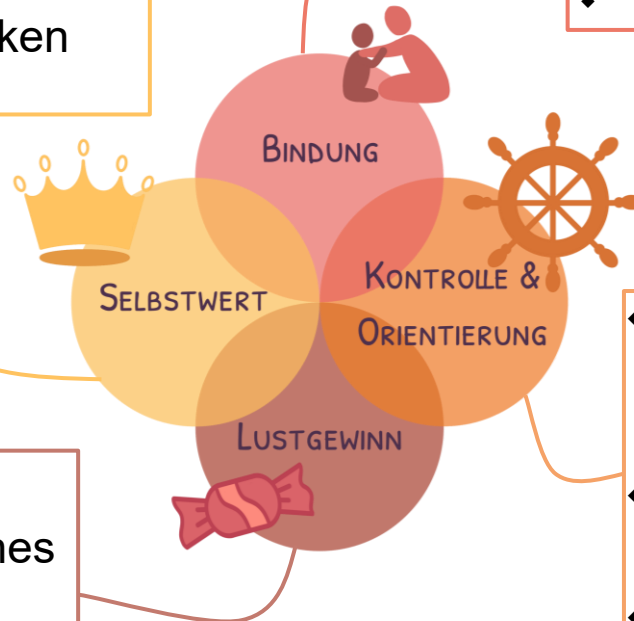 ken
BINDUNG
KONTROLLE &
ORIENTIERUNG
SELBSTWERT
LUSTGEWINN
nes